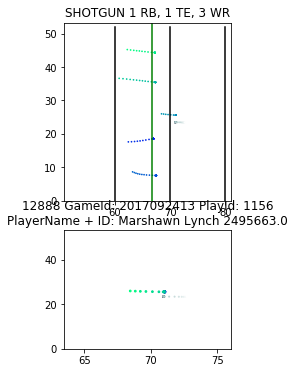 SHOTGUN 1 RB, 1 TE, 3 WR
50
40
30
20
10
0
60 70 80
12888 GameId: 2017092413 PlayId: 1156
PlayerName + ID: Marshawn Lynch 2495663.0
40
20
0
65 70 75